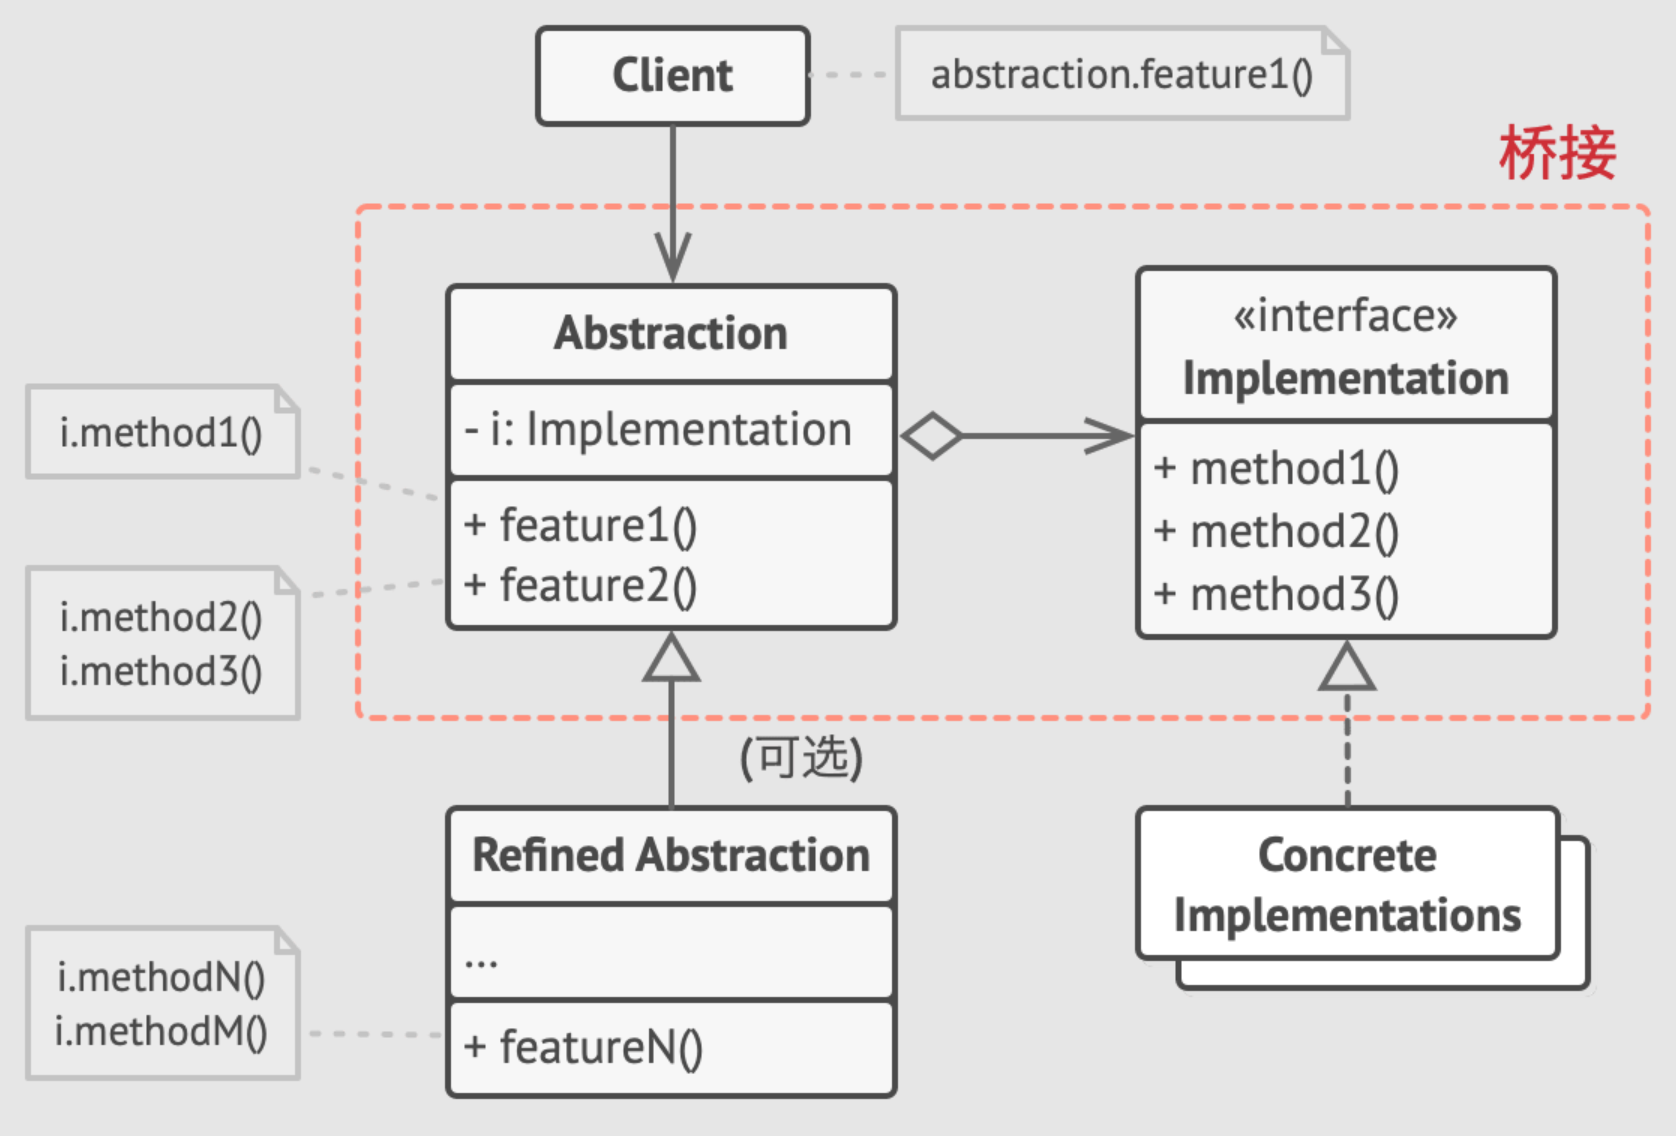 Client
abstraction.feature1()
桥接
Abstraction
- i: Implementation
+ feature1()
+ feature2()
«interface»
Implementation
+ method1()
+ method2()
+ method3()
i.method1()
i.method2()
i.method3()
(可选)
Refined Abstraction
...
+ featureN()
Concrete
Implementations
i.methodN()
i.methodM()